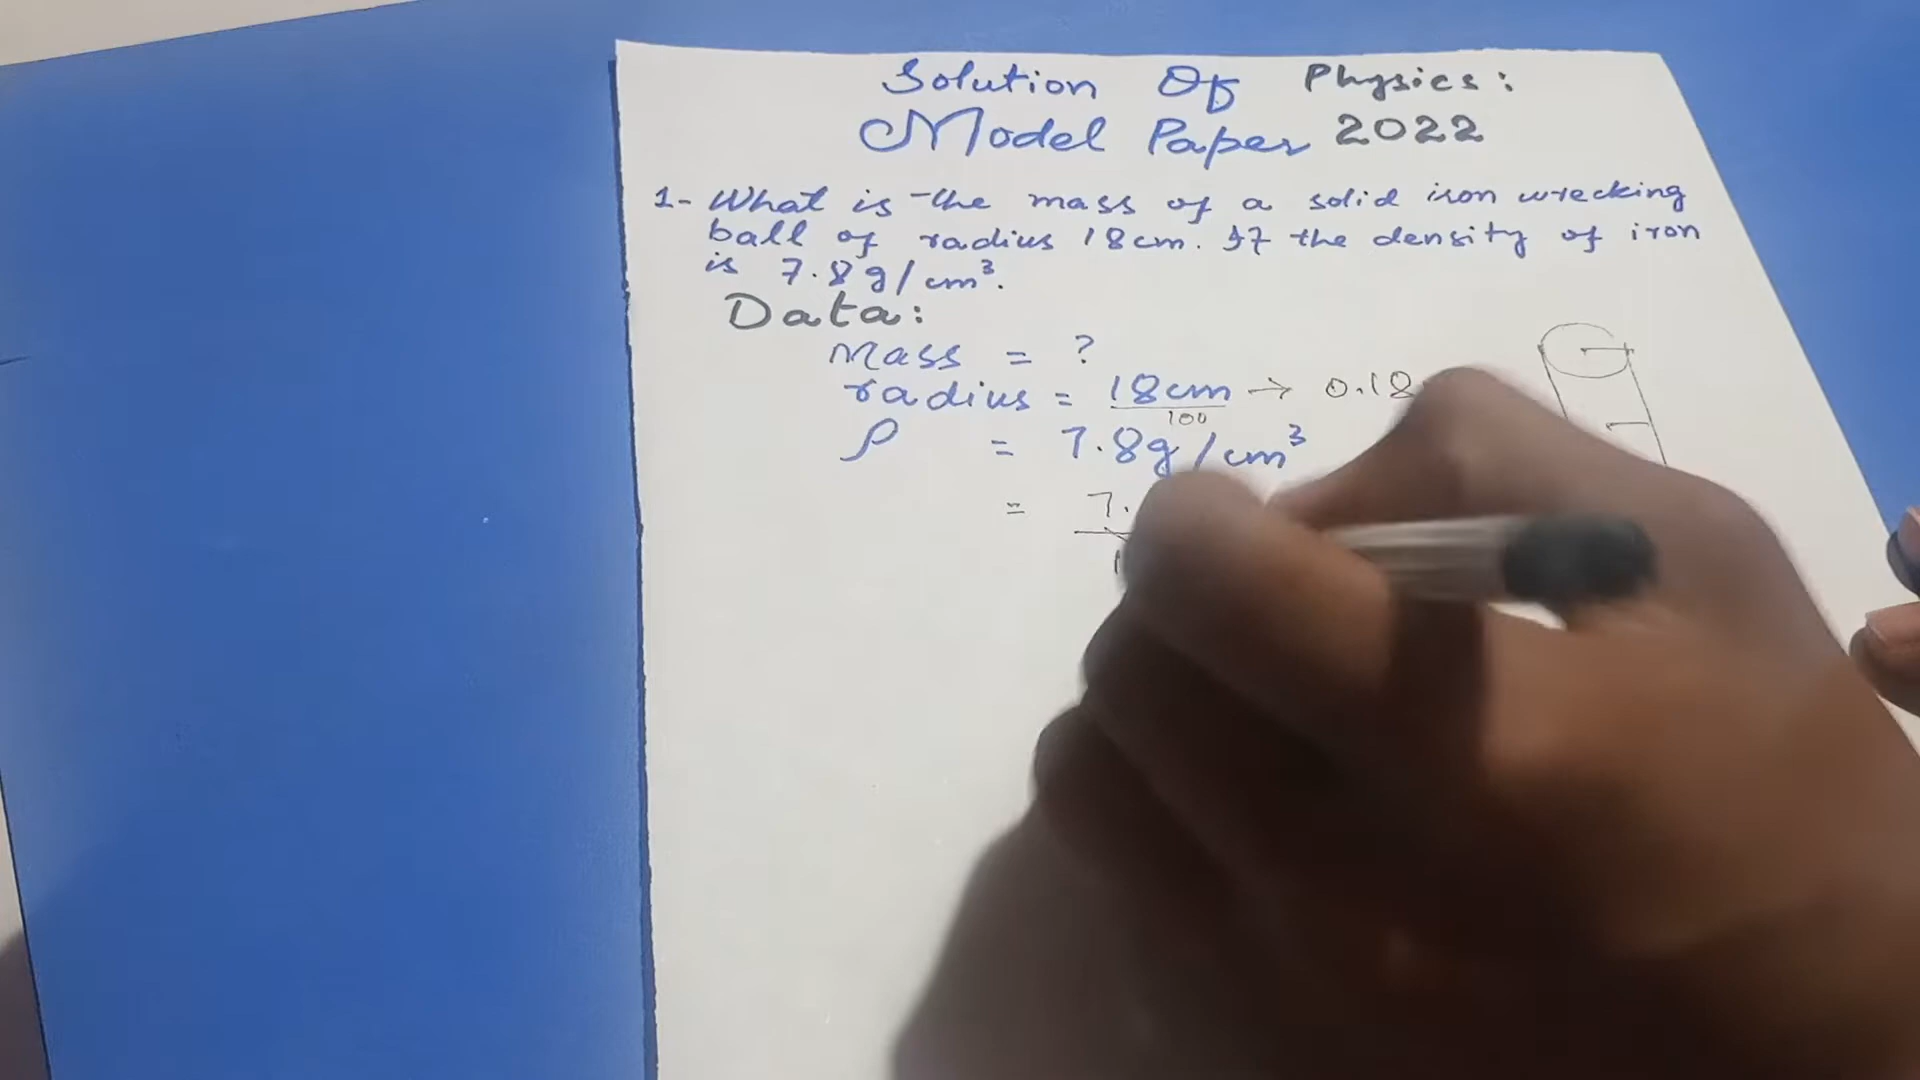 Solution Of Physics:
Model Paper 2022
1- What is the mass of a solid iron wrecking
ball of radius 18cm. If the density of iron
is 7.8g/cm³.
Data:
Mass = ?
radius = 18cm → 0.18
100
ρ = 7.8g/cm³
= 7.